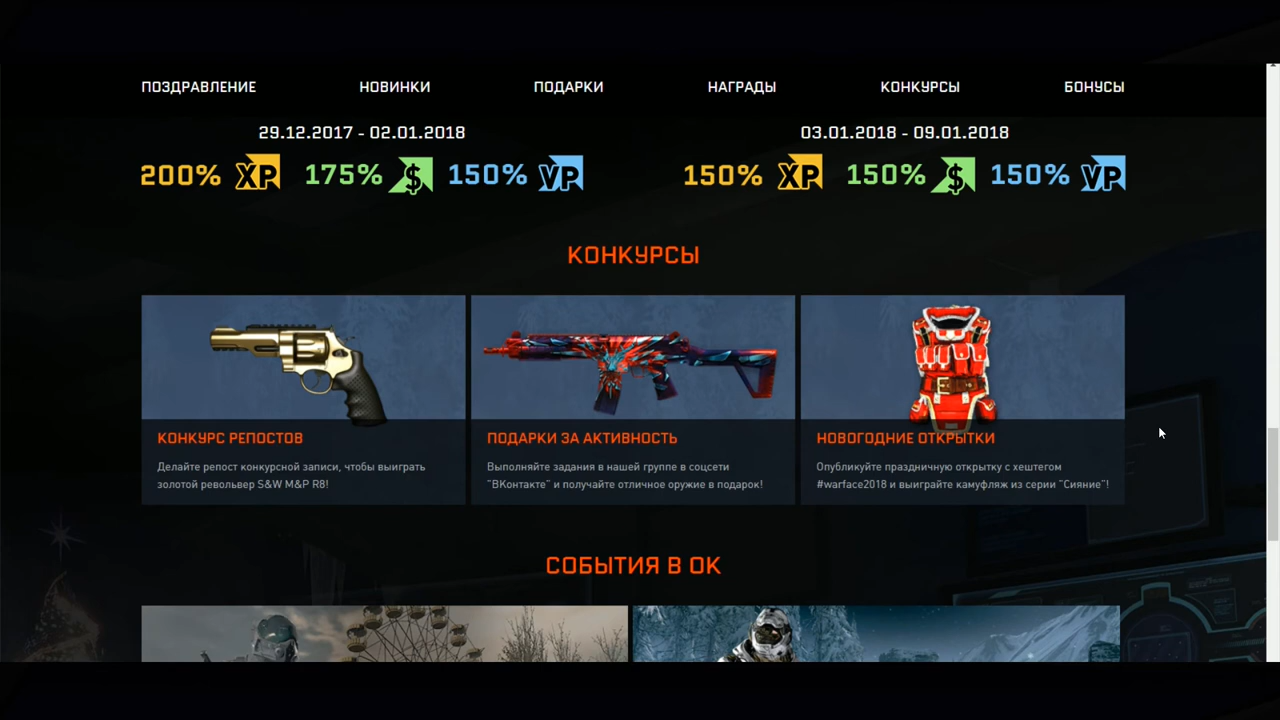 ПОЗДРАВЛЕНИЕ НОВИНКИ ПОДАРКИ НАГРАДЫ КОНКУРСЫ БОНУСЫ
29.12.2017 - 02.01.2018 03.01.2018 - 09.01.2018
200% XP 175% $ 150% VP 150% XP 150% $ 150% VP
КОНКУРСЫ
КОНКУРС РЕПОСТОВ
Делайте репост конкурсной записи, чтобы выиграть
золотой револьвер S&W M&P R8!
ПОДАРКИ ЗА АКТИВНОСТЬ
Выполняйте задания в нашей группе в соцсети
"ВКонтакте" и получайте отличное оружие в подарок!
НОВОГОДНИЕ ОТКРЫТКИ
Опубликуйте праздничную открытку с хештегом
#warface2018 и выиграйте камуфляж из серии "Сияние"!
СОБЫТИЯ В ОК